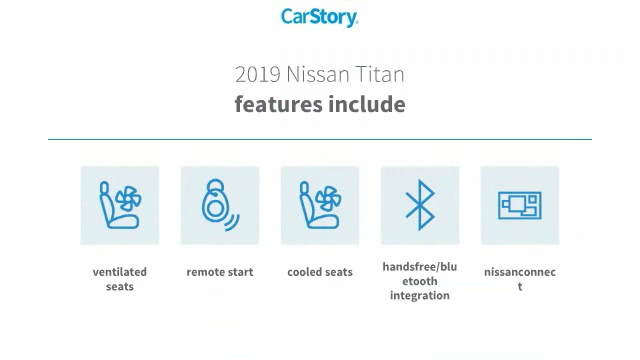 CarStory
2019 Nissan Titan
features include
ventilated
seats
remote start
cooled seats
handsfree/blu
etooth
integration
nissanconnec
t